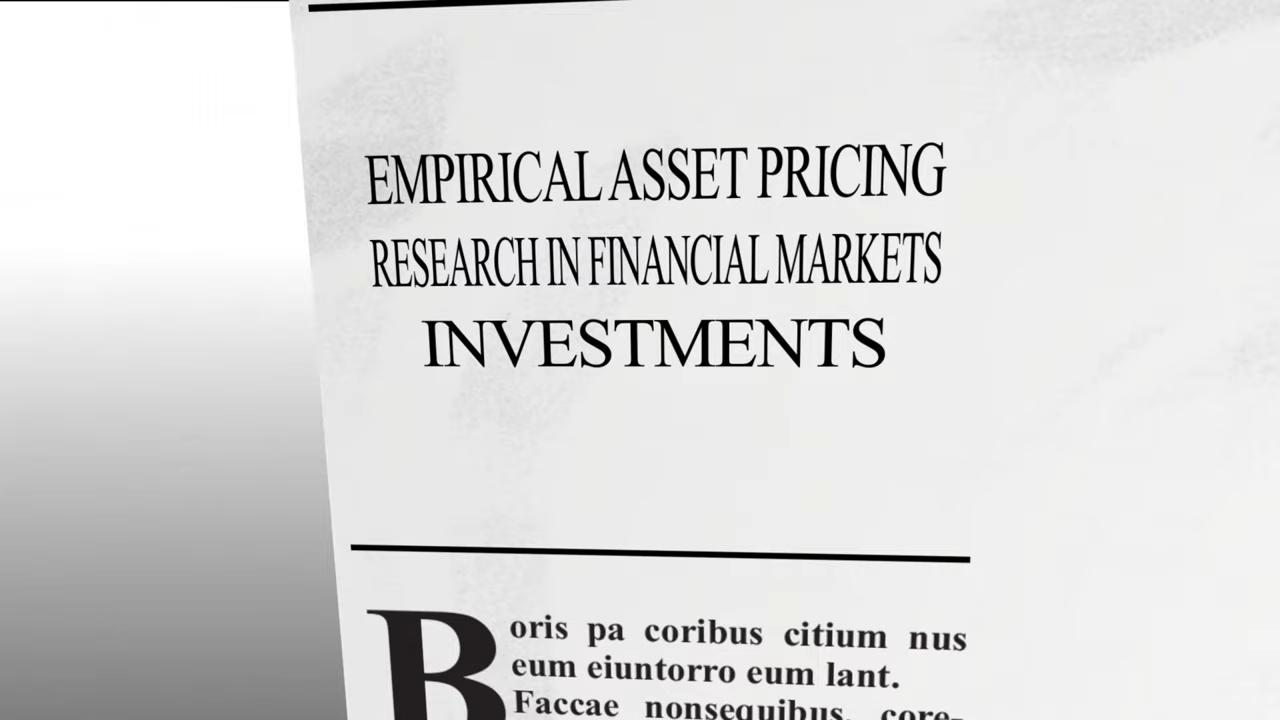 EMPIRICAL ASSET PRICING
RESEARCH IN FINANCIAL MARKETS
INVESTMENTS
Boris pa coribus citium nus
eum eiuntorro eum lant.
Faccae nonsequibus, core-